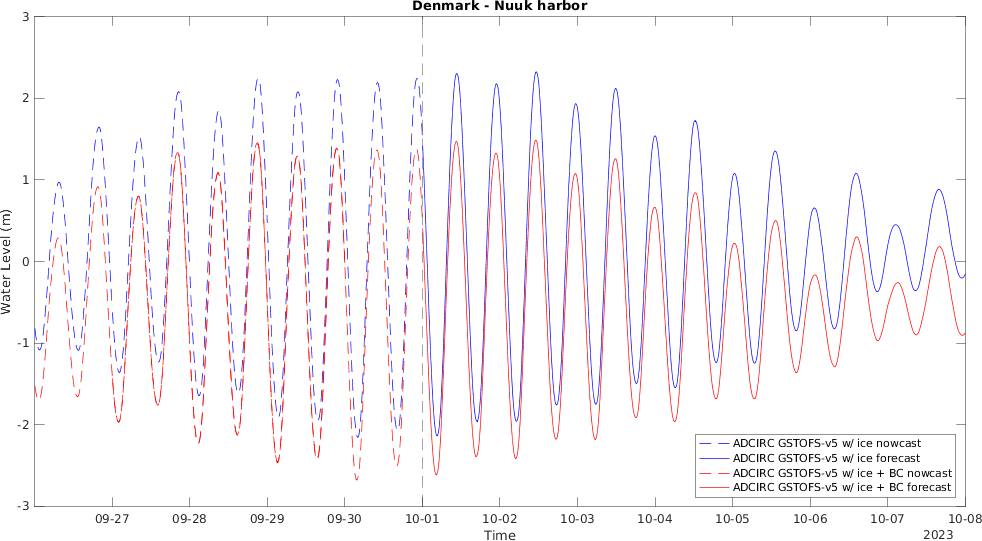 Denmark - Nuuk harbor
3
2
1
0
-1
-2
-3
Water Level (m)
ADCIRC GSTOFS-v5 w/ ice nowcast
ADCIRC GSTOFS-v5 w/ ice forecast
ADCIRC GSTOFS-v5 w/ ice + BC nowcast
ADCIRC GSTOFS-v5 w/ ice + BC forecast
09-27 09-28 09-29 09-30 10-01 10-02 10-03 10-04 10-05 10-06 10-07 10-08
Time
2023